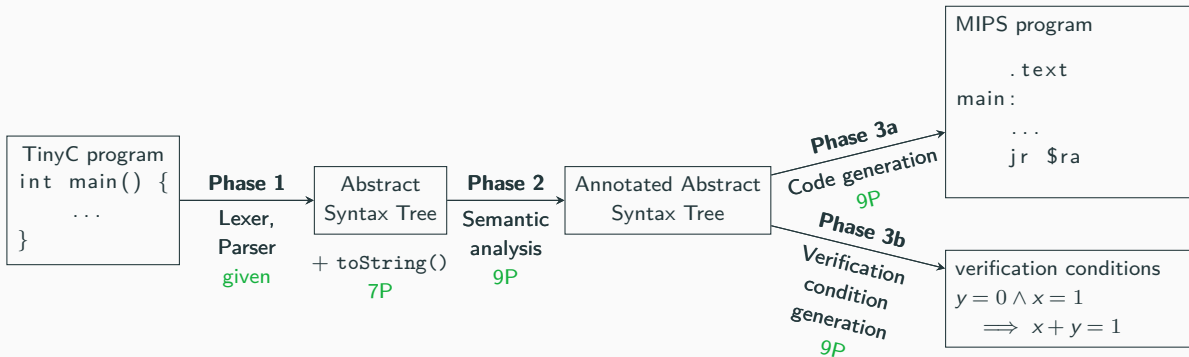 TinyC program
int main() {
...
}
Phase 1
Lexer,
Parser
given
Abstract
Syntax Tree
+ toString()
7P
Phase 2
Semantic
analysis
9P
Annotated Abstract
Syntax Tree
Phase 3a
Code generation
9P
MIPS program
.text
main:
...
jr $ra
Phase 3b
Verification
condition
generation
9P
verification conditions
y = 0 ∧ x = 1
⟹ x + y = 1